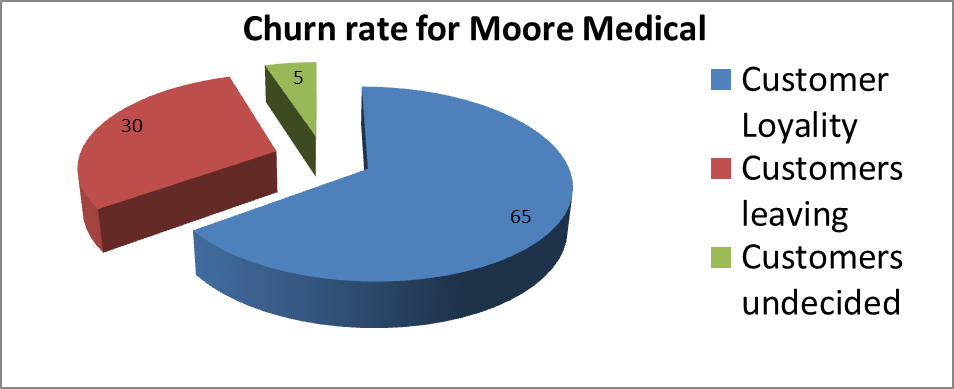 Churn rate for Moore Medical
5
30
65
Customer
Loyality
Customers
leaving
Customers
undecided